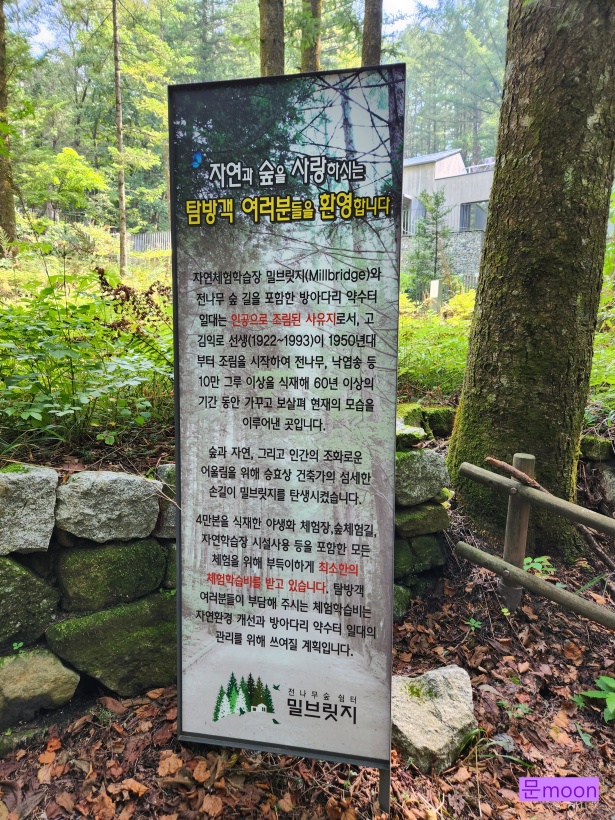 자연과 숲을 사랑하시는
탐방객 여러분들을 환영합니다
자연체험학습장 밀브릿지(Millbridge)와
전나무 숲 길을 포함한 방아다리 약수터
일대는 인공으로 조림된 사유지로서, 고
김익로 선생(1922~1993)이 1950년대
부터 조림을 시작하여 전나무, 낙엽송 등
10만 그루 이상을 식재해 60년 이상의
기간 동안 가꾸고 보살펴 현재의 모습을
이루어낸 곳입니다.
숲과 자연, 그리고 인간의 조화로운
어울림을 위해 승효상 건축가의 섬세한
손길이 밀브릿지를 탄생시켰습니다.
4만본을 식재한 야생화 체험장,숲체험길,
자연학습장 시설사용 등을 포함한 모든
체험을 위해 부득이하게 최소한의
체험학습비를 받고 있습니다. 탐방객
여러분들이 부담해 주시는 체험학습비는
자연환경 개선과 방아다리 약수터 일대의
관리를 위해 쓰여질 계획입니다.
전나무숲 쉼터
밀브릿지
문moon